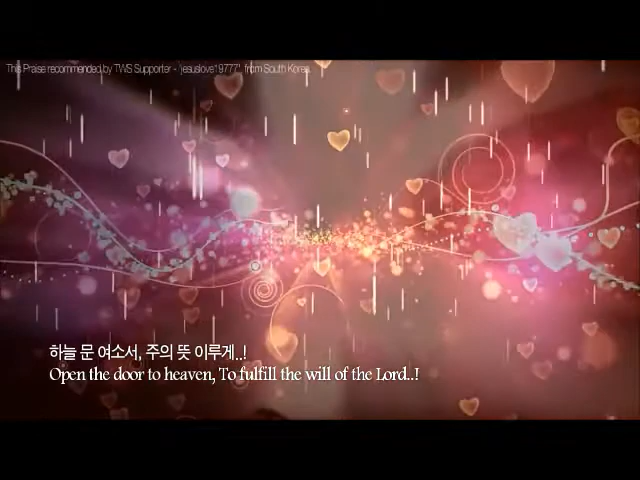 This Praise recommended by TWS Supporter - 'jesuslove19777', from South Korea.
하늘 문 여소서, 주의 뜻 이루게..!
Open the door to heaven, To fulfill the will of the Lord..!